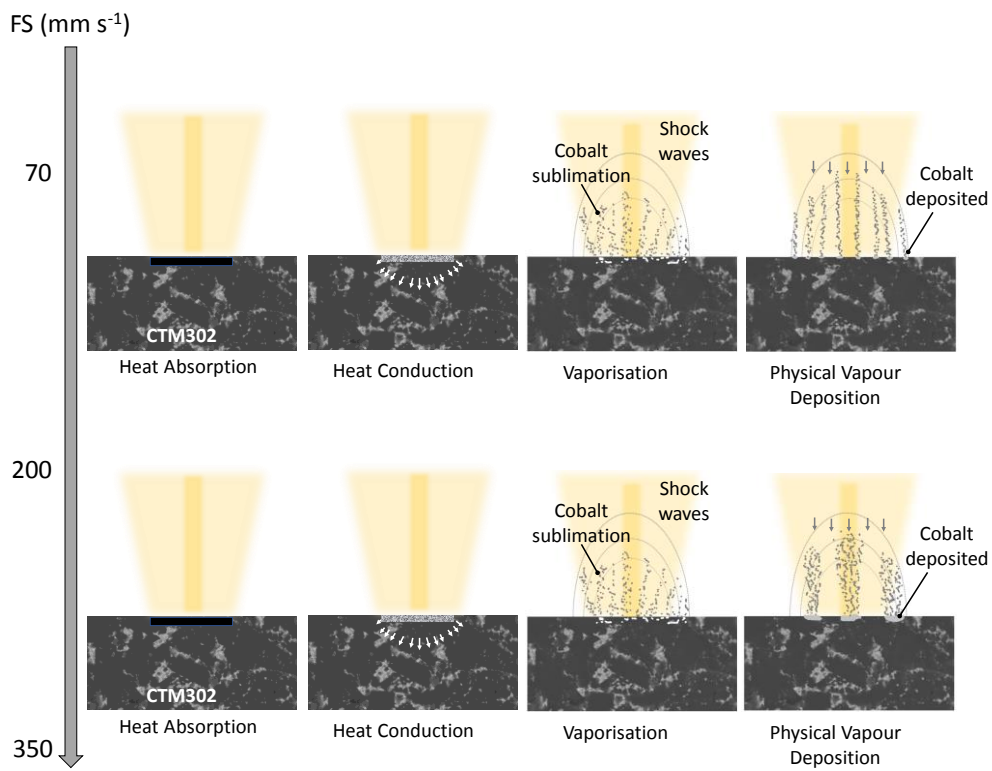 FS (mm s-1)
70
Cobalt
sublimation
Shock
waves
Cobalt
deposited
CTM302
Heat Absorption
Heat Conduction
Vaporisation
Physical Vapour
Deposition
200
Cobalt
sublimation
Shock
waves
Cobalt
deposited
CTM302
Heat Absorption
Heat Conduction
Vaporisation
Physical Vapour
Deposition
350